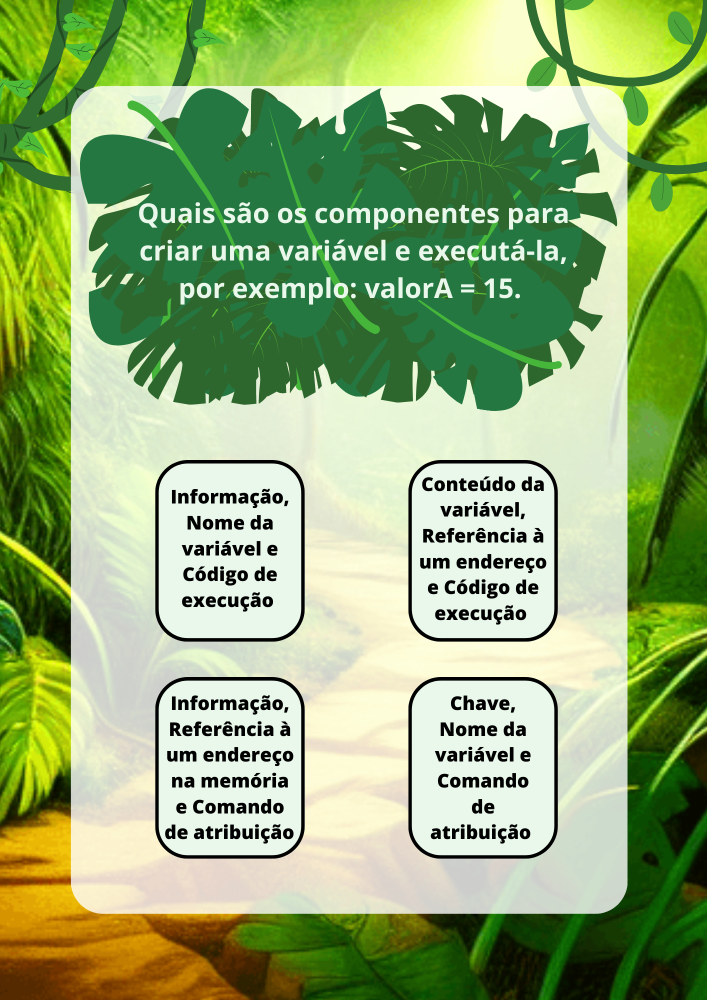 Quais são os componentes para
criar uma variável e executá-la,
por exemplo: valorA = 15.
Informação,
Nome da
variável e
Código de
execução
Conteúdo da
variável,
Referência à
um endereço
e Código de
execução
Informação,
Referência à
um endereço
na memória
e Comando
de atribuição
Chave,
Nome da
variável e
Comando
de
atribuição